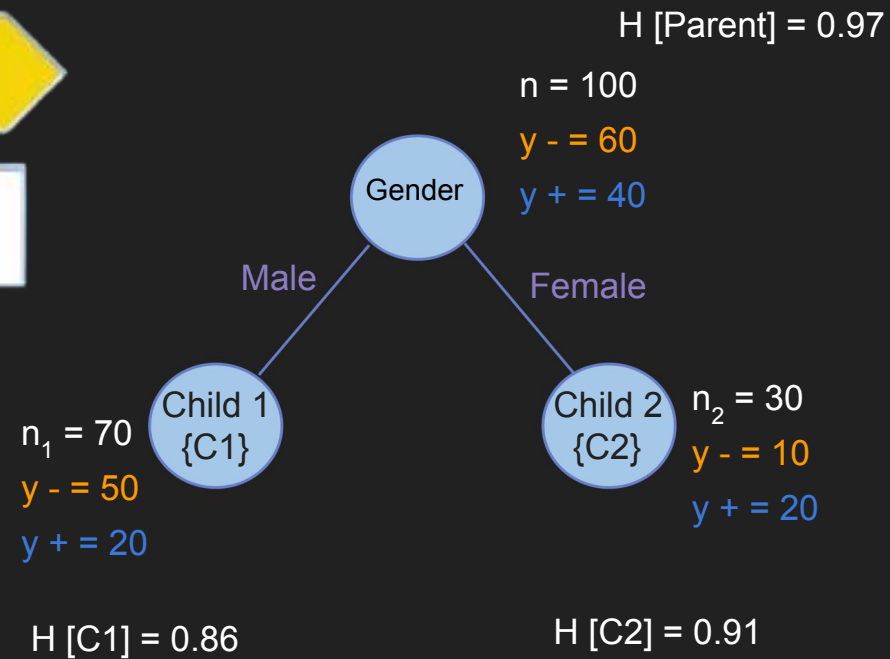 H [Parent] = 0.97
n = 100
y - = 60
y + = 40
Gender
Male
Female
Child 1
{C1}
n₁ = 70
y - = 50
y + = 20
Child 2
{C2}
n₂ = 30
y - = 10
y + = 20
H [C1] = 0.86
H [C2] = 0.91